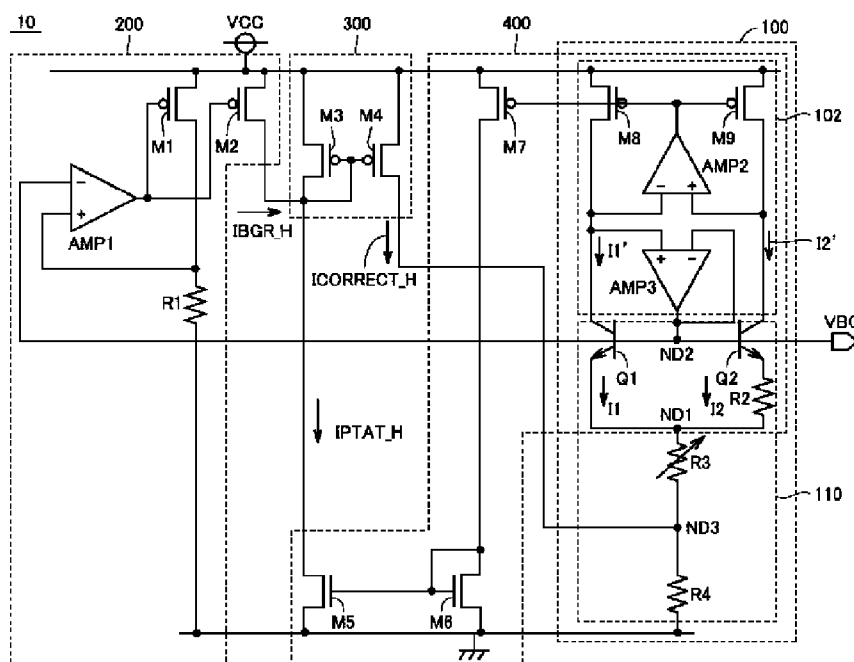 10
200
VCC
300
400
100
M1
M2
M3
M4
M7
M8
M9
102
AMP2
-
+
-
+
AMP1
IBGR_H
ICORRECT_H
I1'
+
-
I2'
AMP3
R1
VBG
ND2
Q1
Q2
R2
I1
I2
ND1
IPTAT_H
R3
110
ND3
R4
M5
M6